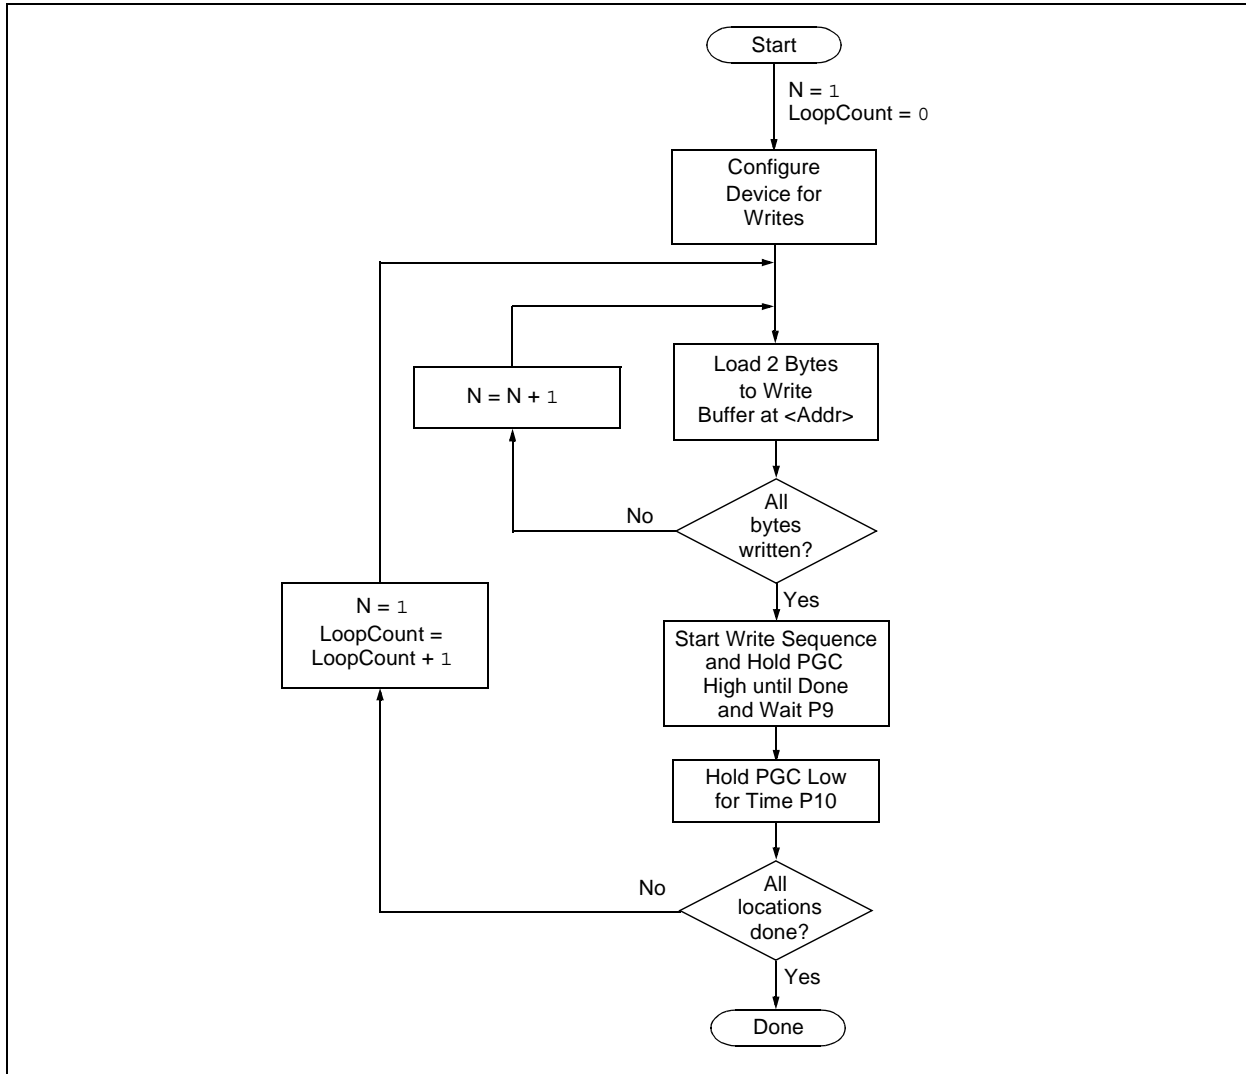 Start
N = 1
LoopCount = 0
Configure
Device for
Writes
Load 2 Bytes
to Write
Buffer at <Addr>
N = N + 1
All
bytes
written?
No
Yes
N = 1
LoopCount =
LoopCount + 1
Start Write Sequence
and Hold PGC
High until Done
and Wait P9
Hold PGC Low
for Time P10
All
locations
done?
No
Yes
Done